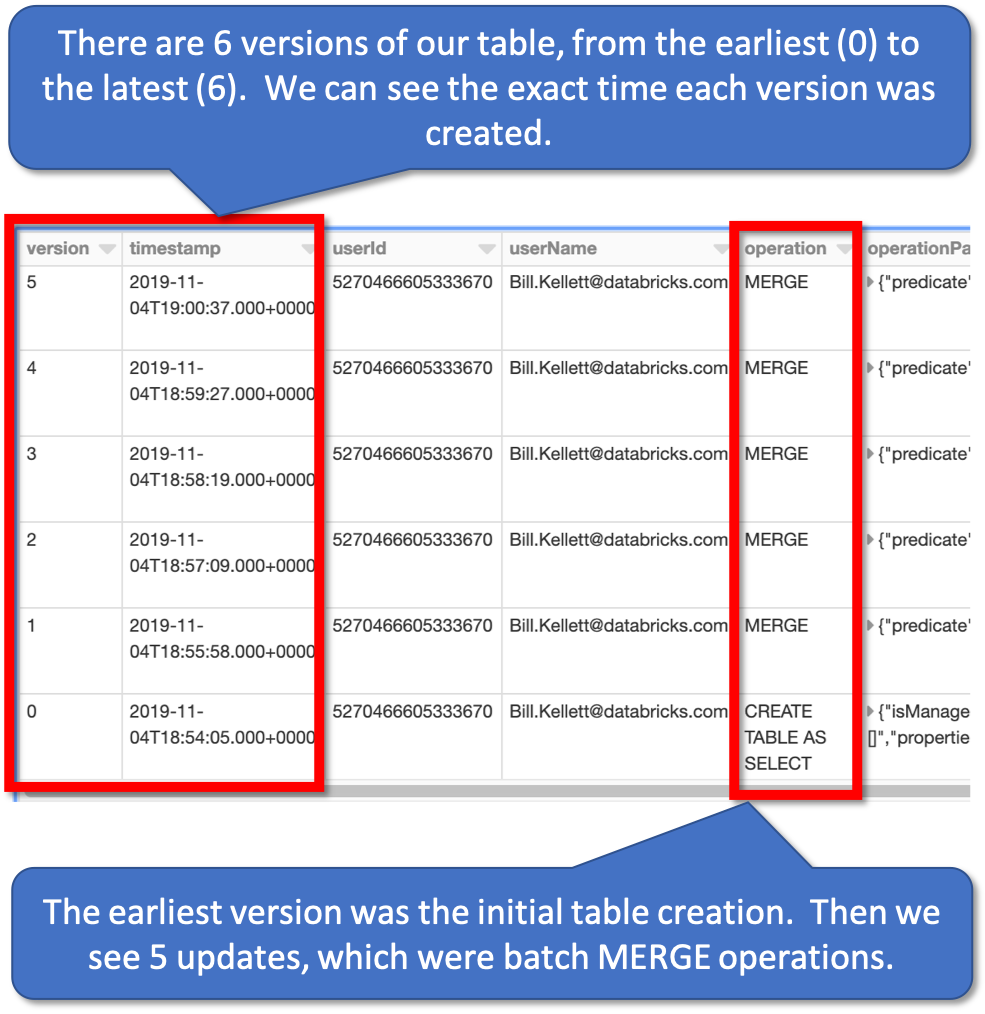 There are 6 versions of our table, from the earliest (0) to
the latest (6).  We can see the exact time each version was
created.
version timestamp userId userName operation operationPa
5 2019-11- 5270466605333670 Bill.Kellett@databricks.com MERGE {"predicate"
04T19:00:37.000+0000
4 2019-11- 5270466605333670 Bill.Kellett@databricks.com MERGE {"predicate"
04T18:59:27.000+0000
3 2019-11- 5270466605333670 Bill.Kellett@databricks.com MERGE {"predicate"
04T18:58:19.000+0000
2 2019-11- 5270466605333670 Bill.Kellett@databricks.com MERGE {"predicate"
04T18:57:09.000+0000
1 2019-11- 5270466605333670 Bill.Kellett@databricks.com MERGE {"predicate"
04T18:55:58.000+0000
0 2019-11- 5270466605333670 Bill.Kellett@databricks.com CREATE {"isManage
04T18:54:05.000+0000 TABLE AS []","propertie
SELECT
The earliest version was the initial table creation.  Then we
see 5 updates, which were batch MERGE operations.